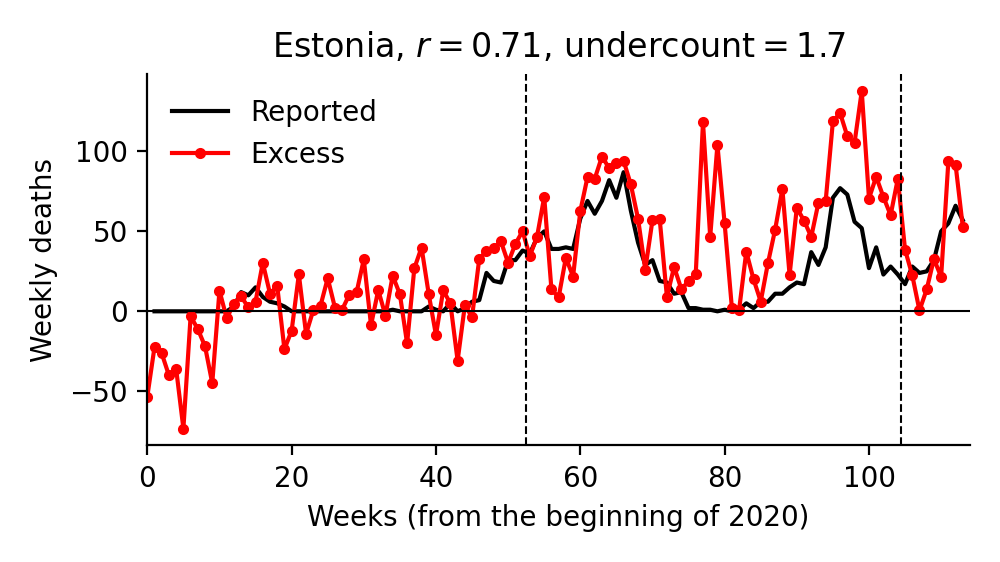 Estonia, r = 0.71, undercount = 1.7
Reported
Excess
Weekly deaths
100
50
0
−50
0 20 40 60 80 100
Weeks (from the beginning of 2020)